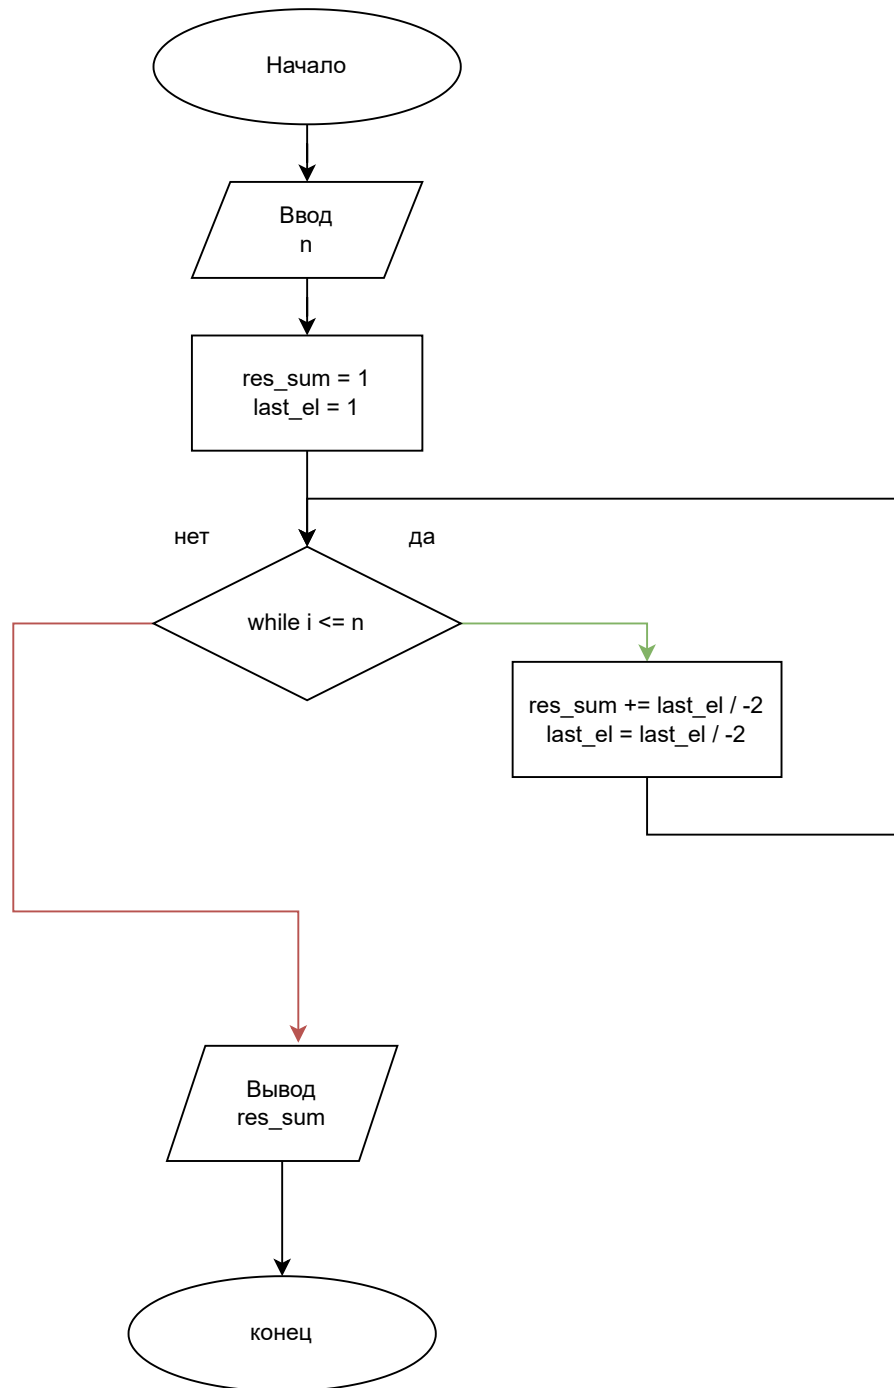 Начало
Ввод
n
res_sum = 1
last_el = 1
нет
да
while i <= n
res_sum += last_el / -2
last_el = last_el / -2
Вывод
res_sum
конец